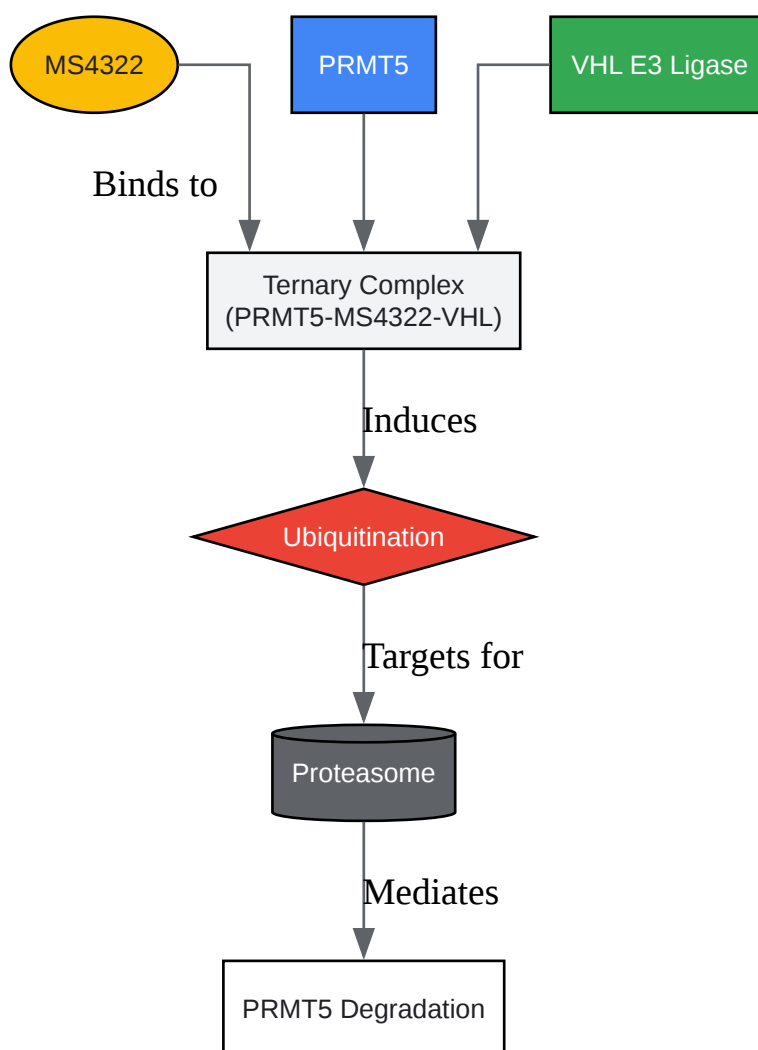 MS4322
PRMT5
VHL E3 Ligase
Binds to
Ternary Complex
(PRMT5-MS4322-VHL)
Induces
Ubiquitination
Targets for
Proteasome
Mediates
PRMT5 Degradation